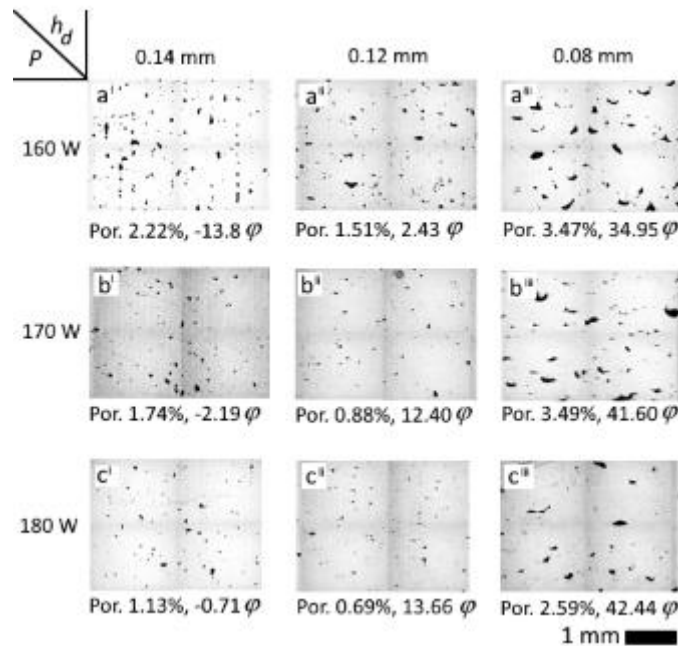 h_d
P
0.14 mm 0.12 mm 0.08 mm
160 W
a^i a^ii a^iii
Por. 2.22%, -13.8 φ Por. 1.51%, 2.43 φ Por. 3.47%, 34.95 φ
170 W
b^i b^ii b^iii
Por. 1.74%, -2.19 φ Por. 0.88%, 12.40 φ Por. 3.49%, 41.60 φ
180 W
c^i c^ii c^iii
Por. 1.13%, -0.71 φ Por. 0.69%, 13.66 φ Por. 2.59%, 42.44 φ
1 mm